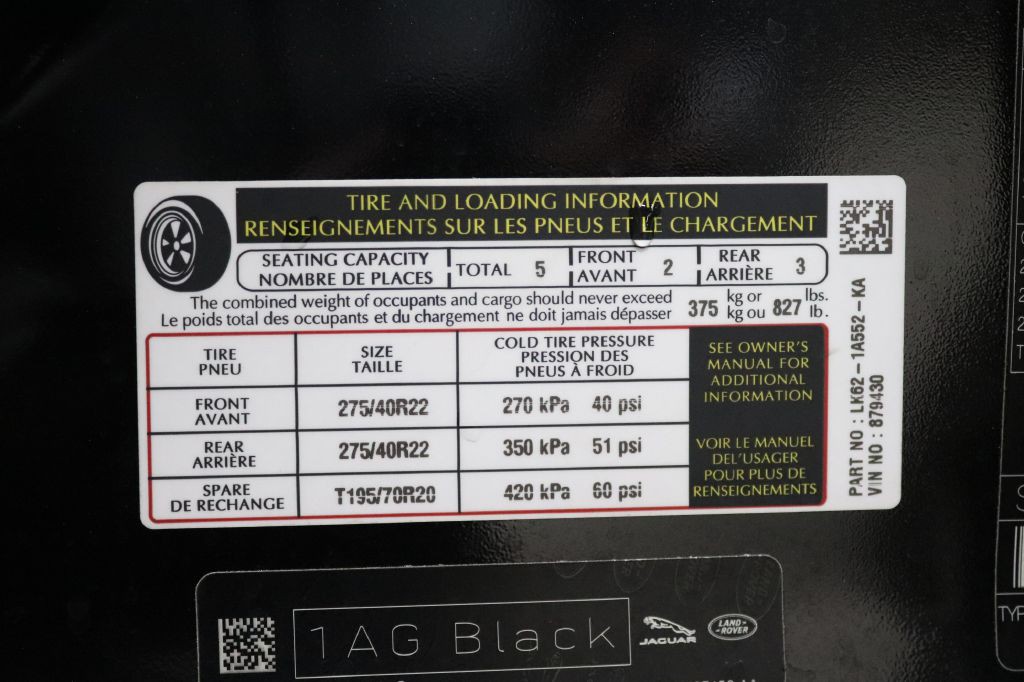 TIRE AND LOADING INFORMATION
RENSEIGNEMENTS SUR LES PNEUS ET LE CHARGEMENT
SEATING CAPACITY
NOMBRE DE PLACES
TOTAL 5
FRONT
AVANT 2
REAR
ARRIÈRE 3
The combined weight of occupants and cargo should never exceed 375 kg or 827 lbs.
Le poids total des occupants et du chargement ne doit jamais dépasser kg ou lb.
TIRE
PNEU
SIZE
TAILLE
COLD TIRE PRESSURE
PRESSION DES
PNEUS À FROID
FRONT
AVANT
275/40R22
270 kPa 40 psi
REAR
ARRIÈRE
275/40R22
350 kPa 51 psi
SPARE
DE RECHANGE
T195/70R20
420 kPa 60 psi
SEE OWNER'S
MANUAL FOR
ADDITIONAL
INFORMATION
VOIR LE MANUEL
DEL'USAGER
POUR PLUS DE
RENSEIGNEMENTS
PART NO : LK62-1A552-KA
VIN NO : 879430
1AG Black
JAGUAR
LAND-
ROVER